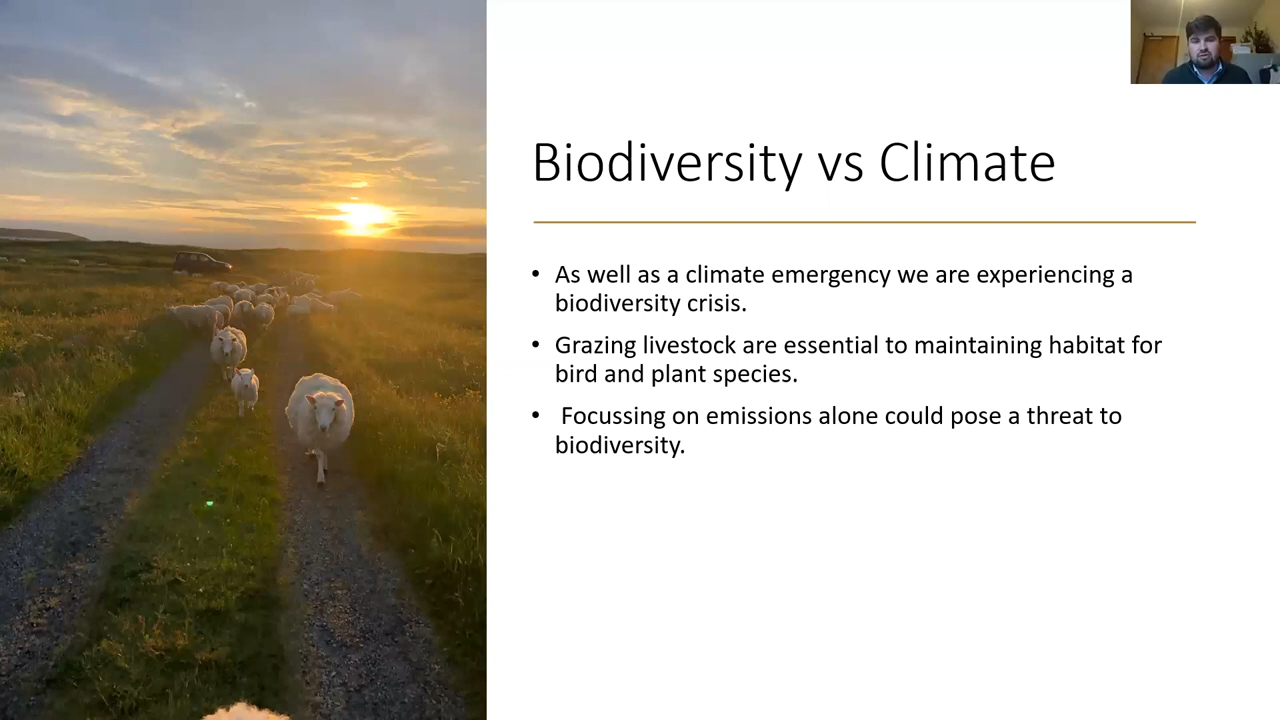 Biodiversity vs Climate
• As well as a climate emergency we are experiencing a
biodiversity crisis.
• Grazing livestock are essential to maintaining habitat for
bird and plant species.
• Focussing on emissions alone could pose a threat to
biodiversity.